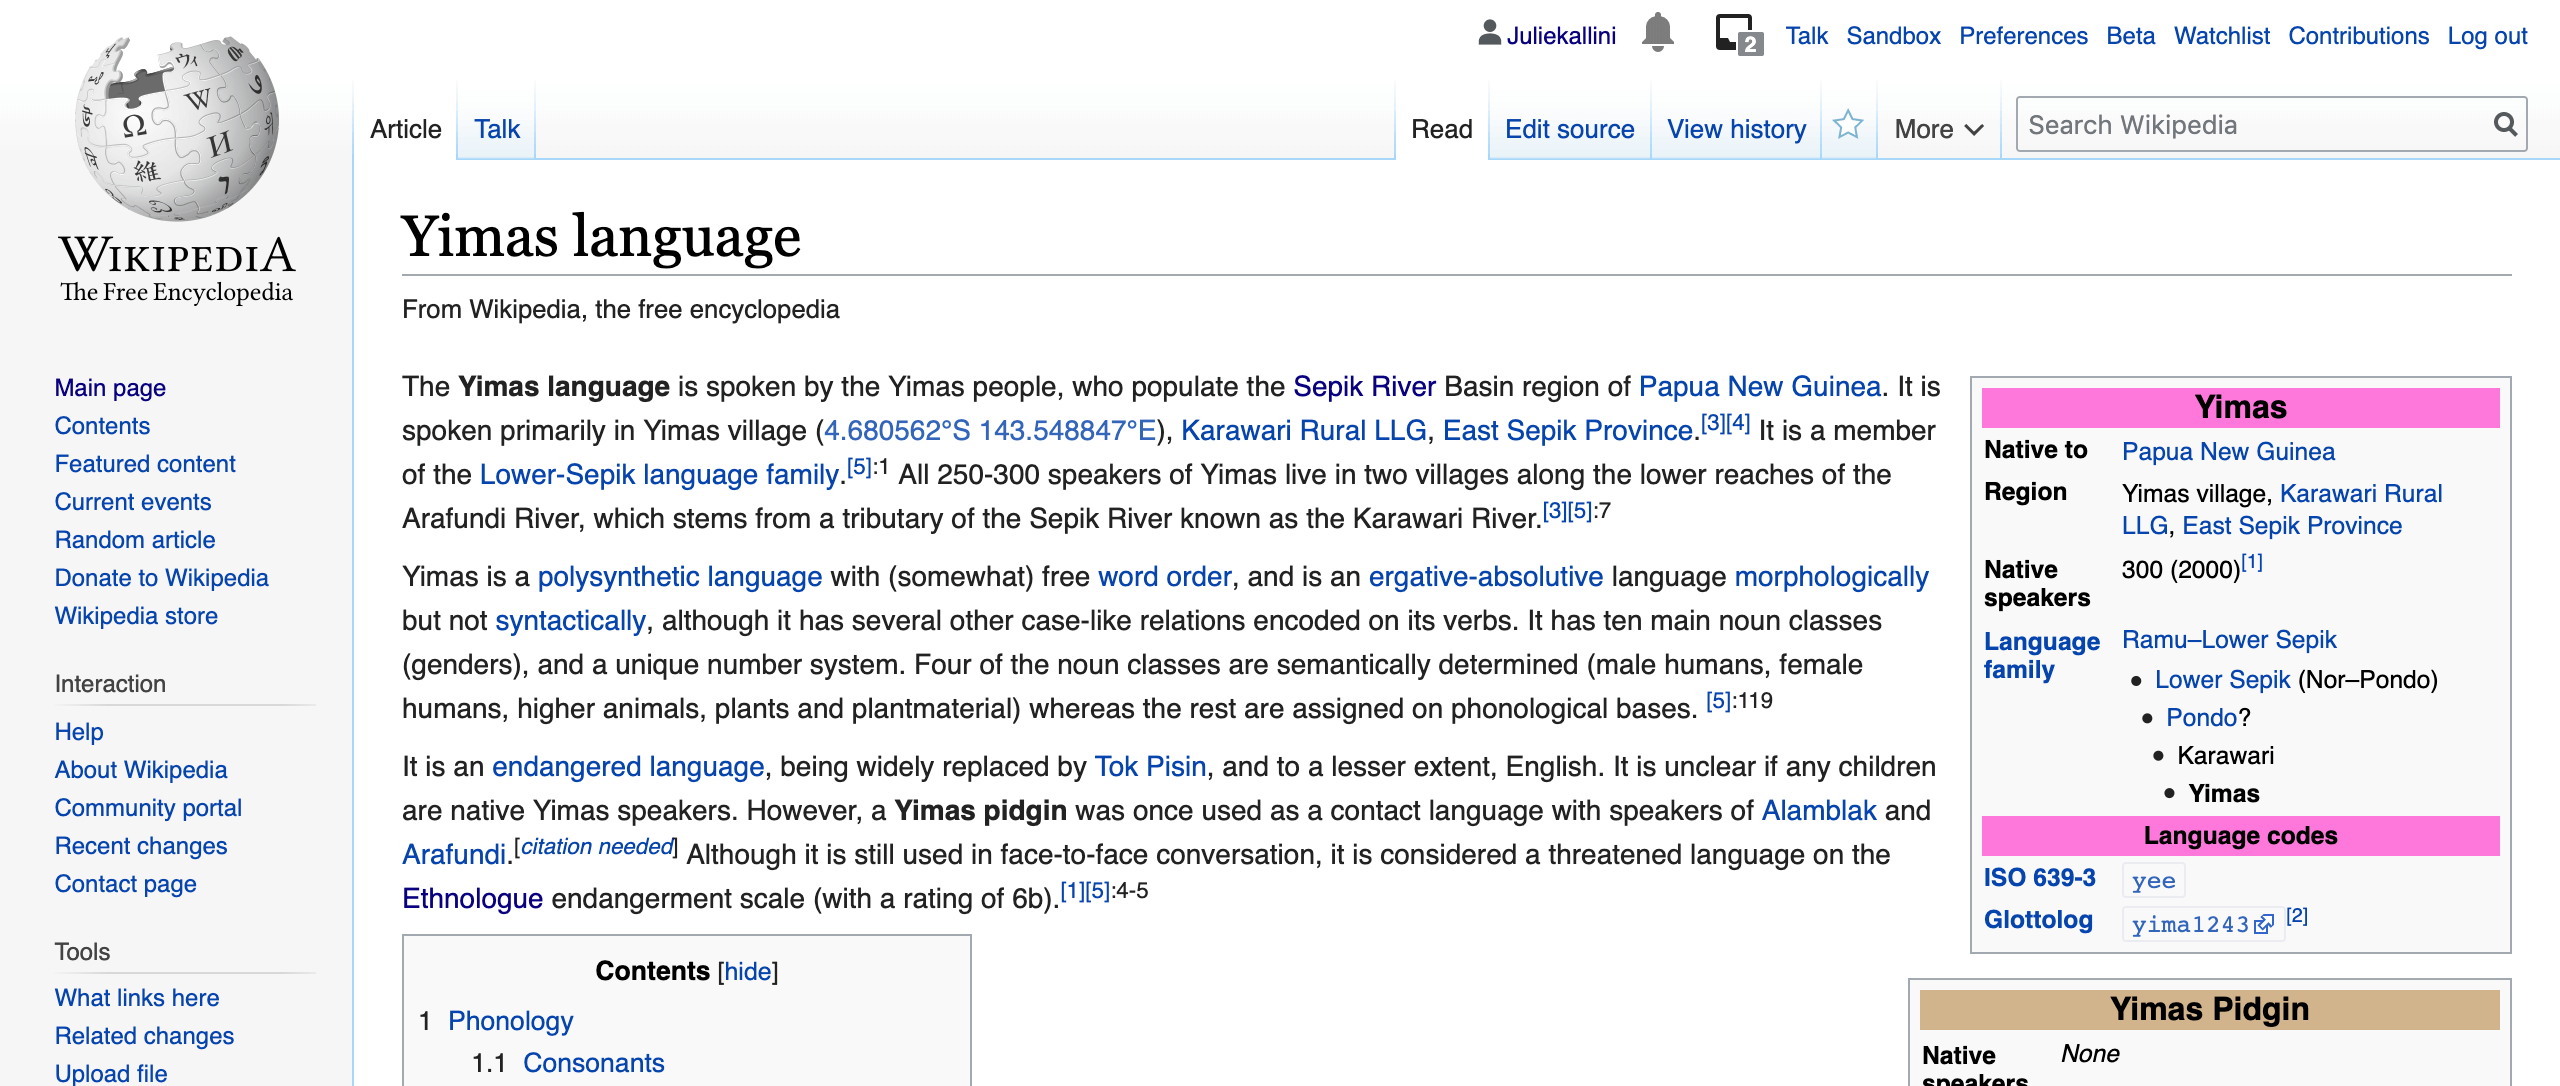 Juliekallini 2 Talk Sandbox Preferences Beta Watchlist Contributions Log out
Article Talk Read Edit source View history More Search Wikipedia
WIKIPEDIA
The Free Encyclopedia
Main page
Contents
Featured content
Current events
Random article
Donate to Wikipedia
Wikipedia store
Interaction
Help
About Wikipedia
Community portal
Recent changes
Contact page
Tools
What links here
Related changes
Upload file
Yimas language
From Wikipedia, the free encyclopedia
The Yimas language is spoken by the Yimas people, who populate the Sepik River Basin region of Papua New Guinea. It is
spoken primarily in Yimas village (4.680562°S 143.548847°E), Karawari Rural LLG, East Sepik Province.[3][4] It is a member
of the Lower-Sepik language family.[5]:1 All 250-300 speakers of Yimas live in two villages along the lower reaches of the
Arafundi River, which stems from a tributary of the Sepik River known as the Karawari River.[3][5]:7
Yimas is a polysynthetic language with (somewhat) free word order, and is an ergative-absolutive language morphologically
but not syntactically, although it has several other case-like relations encoded on its verbs. It has ten main noun classes
(genders), and a unique number system. Four of the noun classes are semantically determined (male humans, female
humans, higher animals, plants and plantmaterial) whereas the rest are assigned on phonological bases. [5]:119
It is an endangered language, being widely replaced by Tok Pisin, and to a lesser extent, English. It is unclear if any children
are native Yimas speakers. However, a Yimas pidgin was once used as a contact language with speakers of Alamblak and
Arafundi.[citation needed] Although it is still used in face-to-face conversation, it is considered a threatened language on the
Ethnologue endangerment scale (with a rating of 6b).[1][5]:4-5
Contents [hide]
1 Phonology
1.1 Consonants
Yimas
Native to Papua New Guinea
Region Yimas village, Karawari Rural
LLG, East Sepik Province
Native 300 (2000)[1]
speakers
Language Ramu–Lower Sepik
family
• Lower Sepik (Nor–Pondo)
• Pondo?
• Karawari
• Yimas
Language codes
ISO 639-3 yee
Glottolog yima1243 [2]
Yimas Pidgin
Native None
speakers